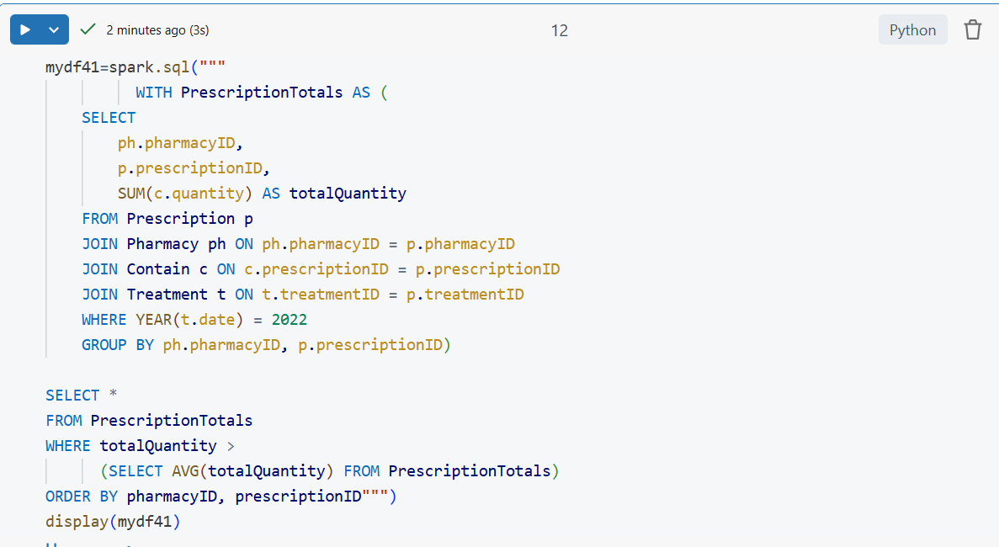 2 minutes ago (3s)
12
Python
mydf41=spark.sql("""
WITH PrescriptionTotals AS (
SELECT
ph.pharmacyID,
p.prescriptionID,
SUM(c.quantity) AS totalQuantity
FROM Prescription p
JOIN Pharmacy ph ON ph.pharmacyID = p.pharmacyID
JOIN Contain c ON c.prescriptionID = p.prescriptionID
JOIN Treatment t ON t.treatmentID = p.treatmentID
WHERE YEAR(t.date) = 2022
GROUP BY ph.pharmacyID, p.prescriptionID)
SELECT *
FROM PrescriptionTotals
WHERE totalQuantity >
(SELECT AVG(totalQuantity) FROM PrescriptionTotals)
ORDER BY pharmacyID, prescriptionID""")
display(mydf41)